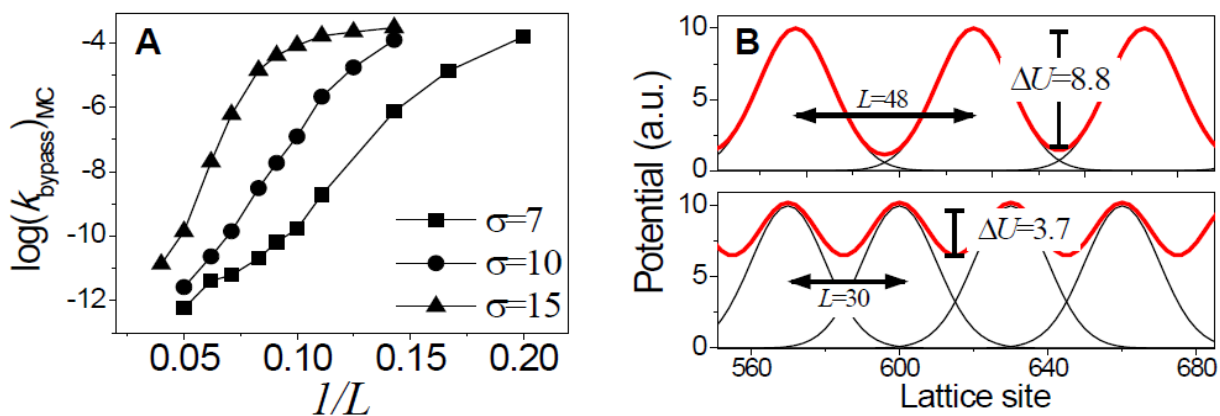 A
log(k_bypass)_MC
-4
-6
-8
-10
-12
σ=7
σ=10
σ=15
0.05 0.10 0.15 0.20
1/L
B
Potential (a.u.)
10
5
0
L=48
ΔU=8.8
10
5
0
L=30
ΔU=3.7
560 600 640 680
Lattice site